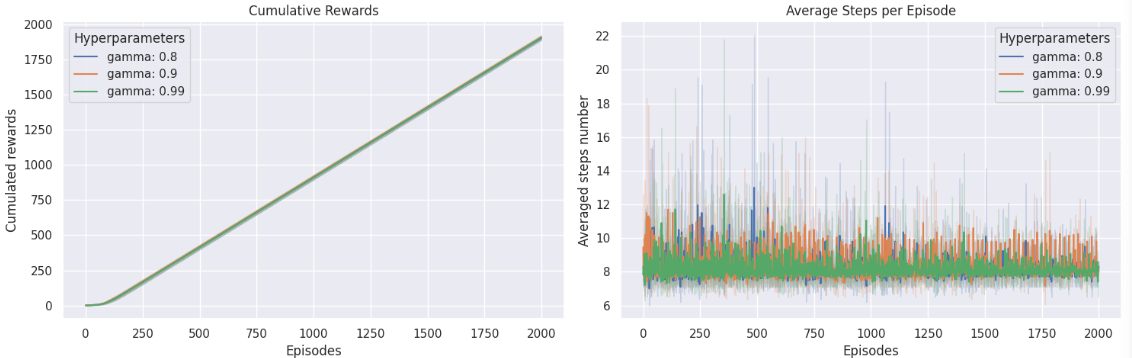 Cumulative Rewards
Hyperparameters
gamma: 0.8
gamma: 0.9
gamma: 0.99
Cumulated rewards
2000
1750
1500
1250
1000
750
500
250
0
0 250 500 750 1000 1250 1500 1750 2000
Episodes
Average Steps per Episode
Hyperparameters
gamma: 0.8
gamma: 0.9
gamma: 0.99
Averaged steps number
22
20
18
16
14
12
10
8
6
0 250 500 750 1000 1250 1500 1750 2000
Episodes